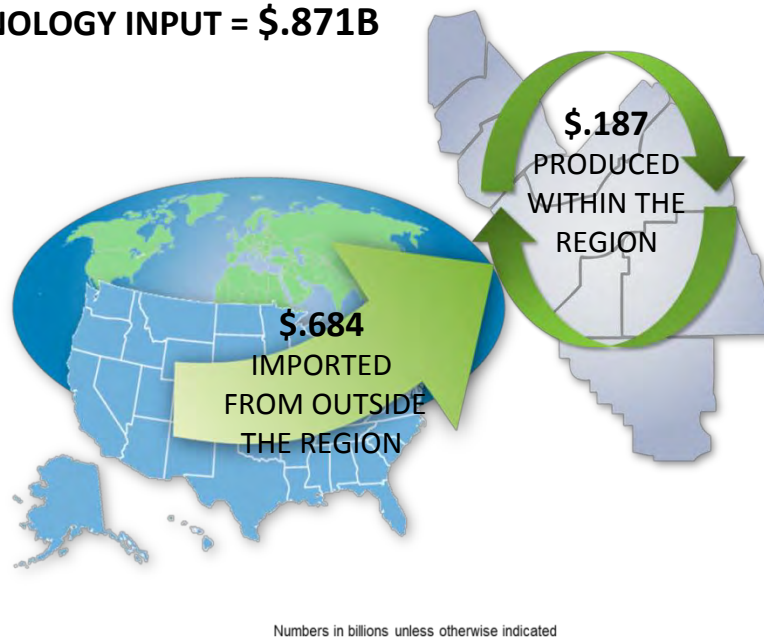 NOLOGY INPUT = $.871B
$.187
PRODUCED
WITHIN THE
REGION
$.684
IMPORTED
FROM OUTSIDE
THE REGION
Numbers in billions unless otherwise indicated